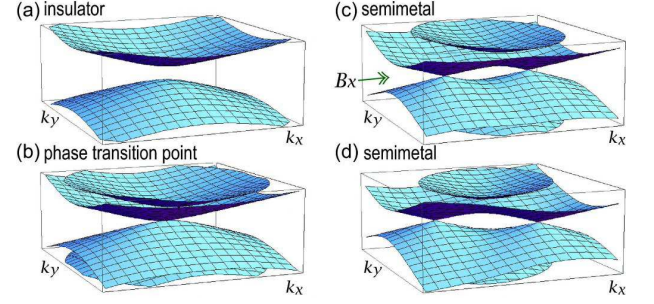 (a) insulator
ky
kx
(b) phase transition point
ky
kx
(c) semimetal
Bx
ky
kx
(d) semimetal
ky
kx